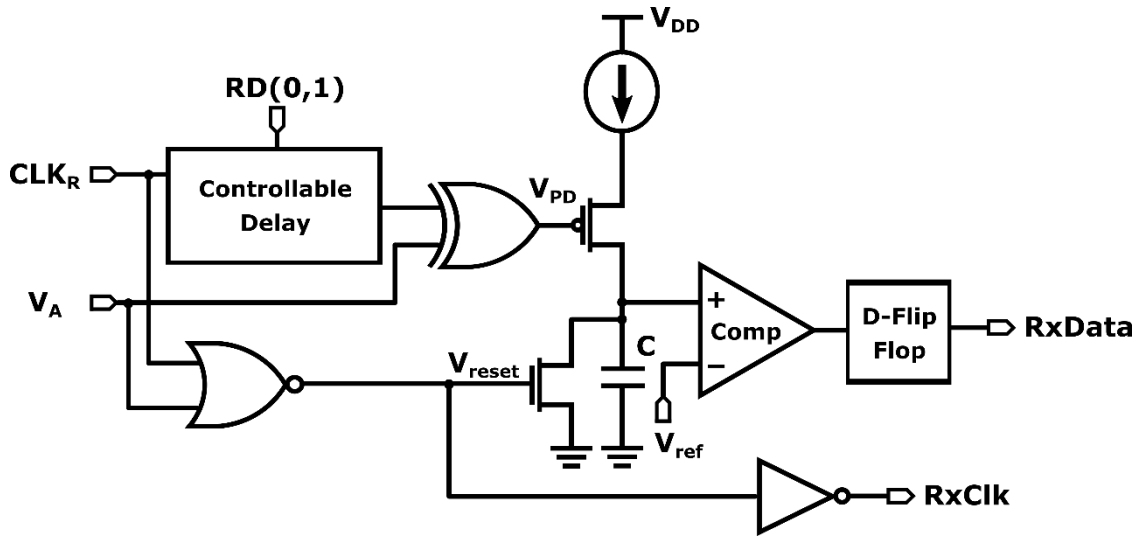 V_DD
RD(0,1)
CLK_R
Controllable
Delay
V_PD
V_A
+
Comp
−
D-Flip
Flop
RxData
C
V_reset
V_ref
RxClk